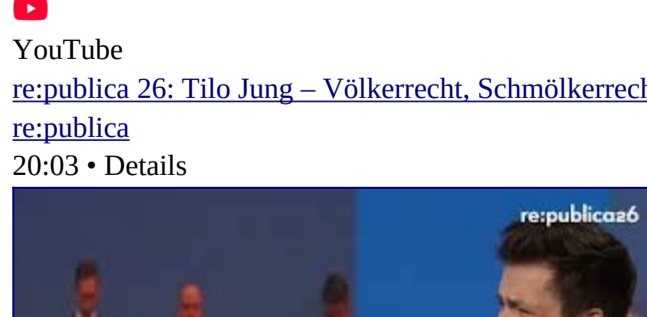 YouTube
re:publica 26: Tilo Jung – Völkerrecht, Schmölkerrech
re:publica
20:03 • Details
re:publica26